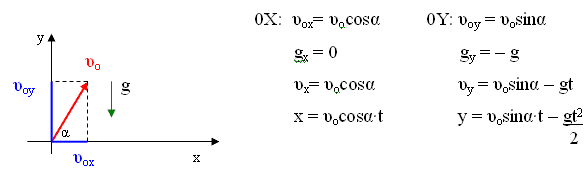 y
υo
υoy
g
α
υox
x
0X: υox= υocosα
gx = 0
υx= υocosα
x = υocosα·t
0Y: υoy = υosinα
gy = – g
υy = υosinα – gt
y = υosinα·t – gt²
2